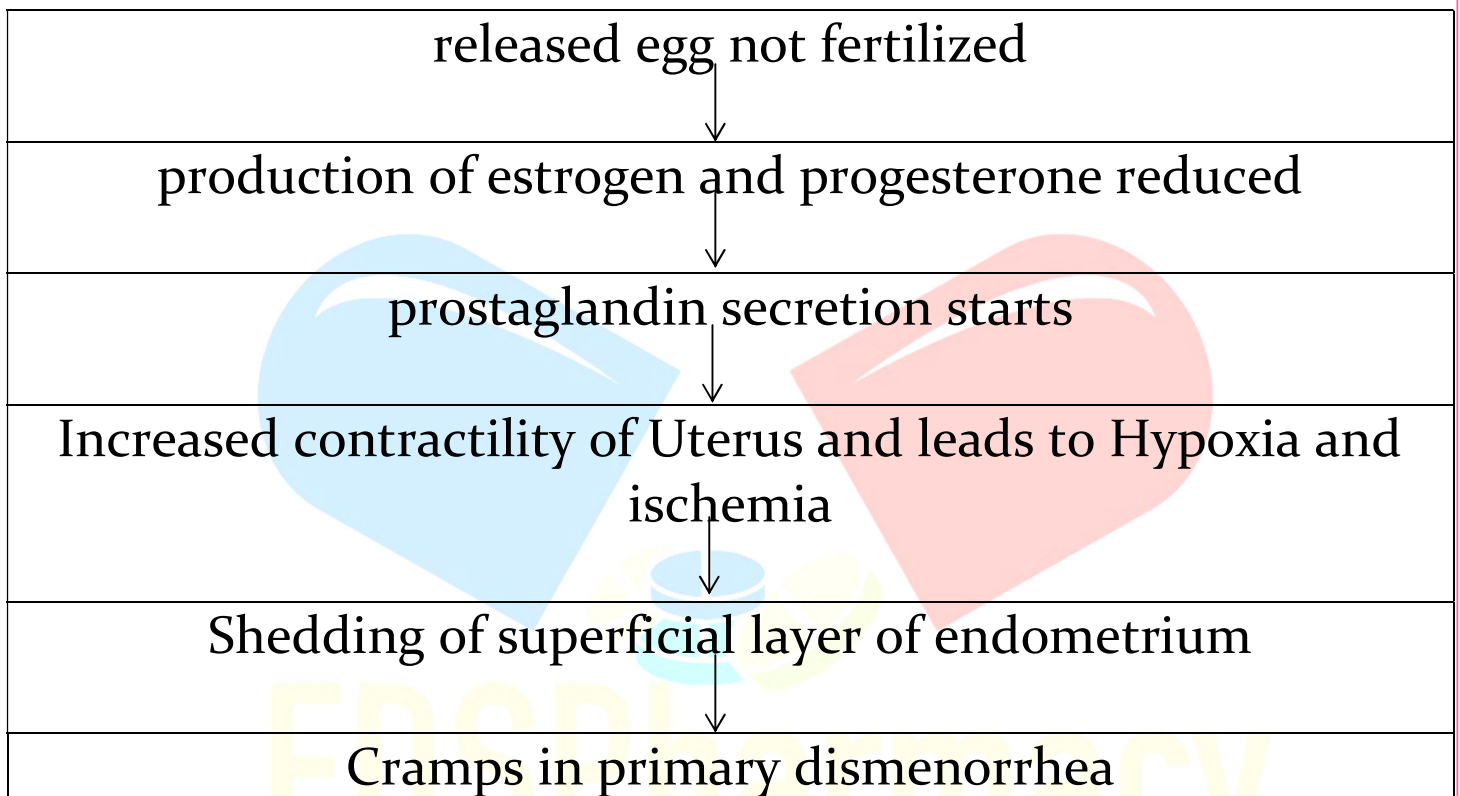 released egg not fertilized
production of estrogen and progesterone reduced
prostaglandin secretion starts
Increased contractility of Uterus and leads to Hypoxia and
ischemia
Shedding of superficial layer of endometrium
Cramps in primary dismenorrhea